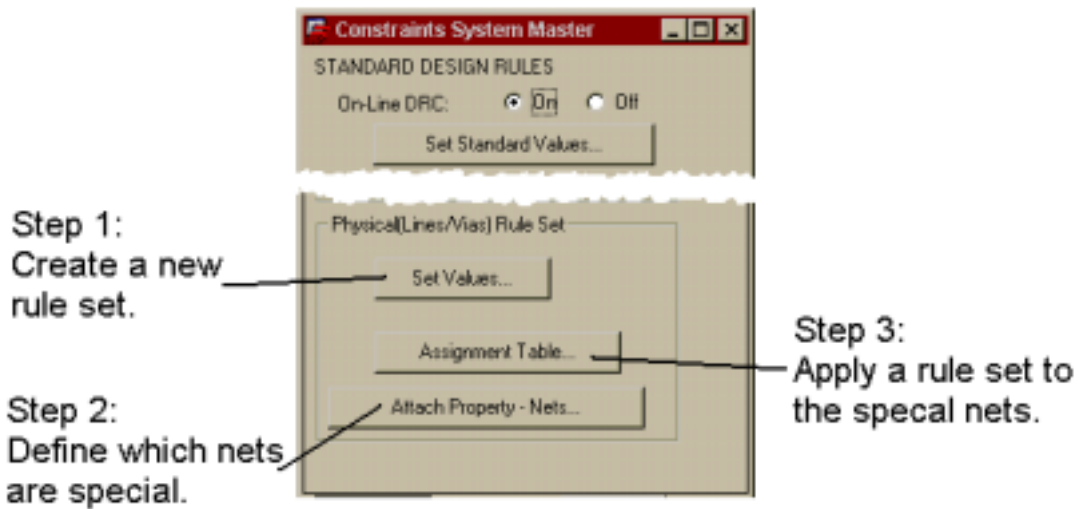 Constraints System Master
STANDARD DESIGN RULES
On-Line DRC: On Off
Set Standard Values...
Physical(Lines/Vias) Rule Set
Set Values...
Assignment Table...
Attach Property - Nets...
Step 1:
Create a new
rule set.
Step 2:
Define which nets
are special.
Step 3:
Apply a rule set to
the specal nets.